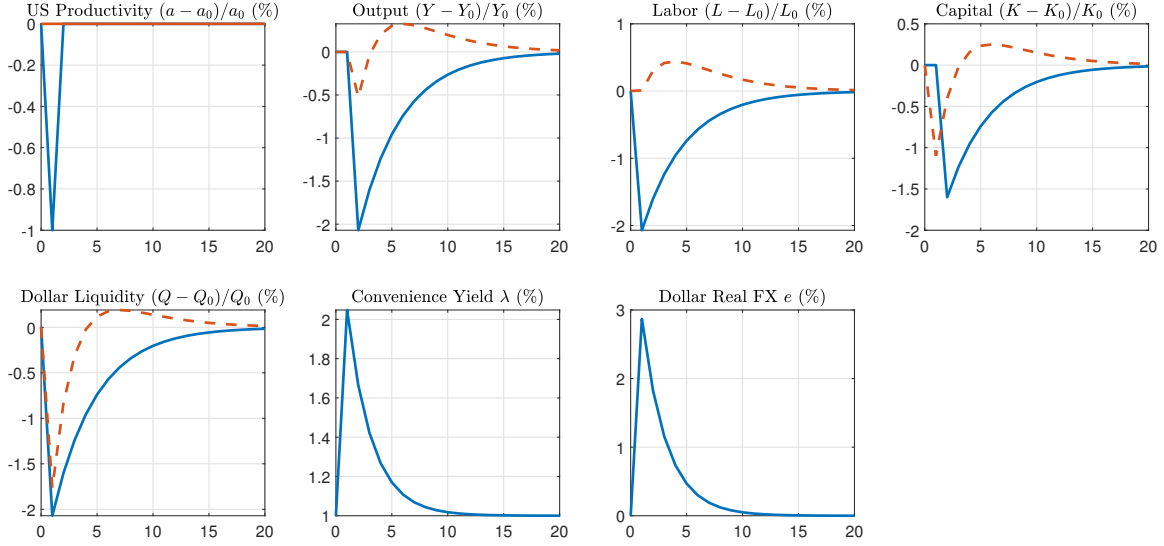 US Productivity (a − a₀)/a₀ (%)
0
-0.2
-0.4
-0.6
-0.8
-1
0 5 10 15 20
Output (Y − Y₀)/Y₀ (%)
0
-0.5
-1
-1.5
-2
0 5 10 15 20
Labor (L − L₀)/L₀ (%)
1
0
-1
-2
0 5 10 15 20
Capital (K − K₀)/K₀ (%)
0.5
0
-0.5
-1
-1.5
-2
0 5 10 15 20
Dollar Liquidity (Q − Q₀)/Q₀ (%)
0
-0.5
-1
-1.5
-2
0 5 10 15 20
Convenience Yield λ (%)
2
1.8
1.6
1.4
1.2
1
0 5 10 15 20
Dollar Real FX e (%)
3
2
1
0
0 5 10 15 20